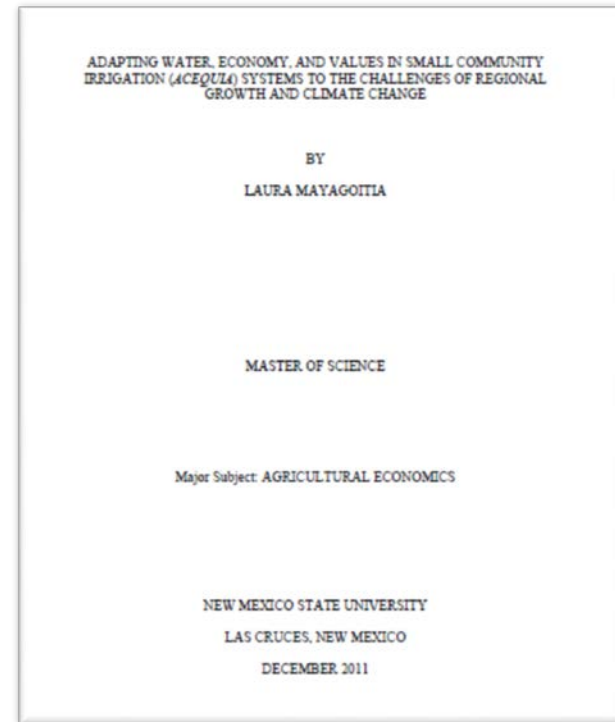 ADAPTING WATER, ECONOMY, AND VALUES IN SMALL COMMUNITY
IRRIGATION (ACEQUIA) SYSTEMS TO THE CHALLENGES OF REGIONAL
GROWTH AND CLIMATE CHANGE
BY
LAURA MAYAGOITIA
MASTER OF SCIENCE
Major Subject: AGRICULTURAL ECONOMICS
NEW MEXICO STATE UNIVERSITY
LAS CRUCES, NEW MEXICO
DECEMBER 2011